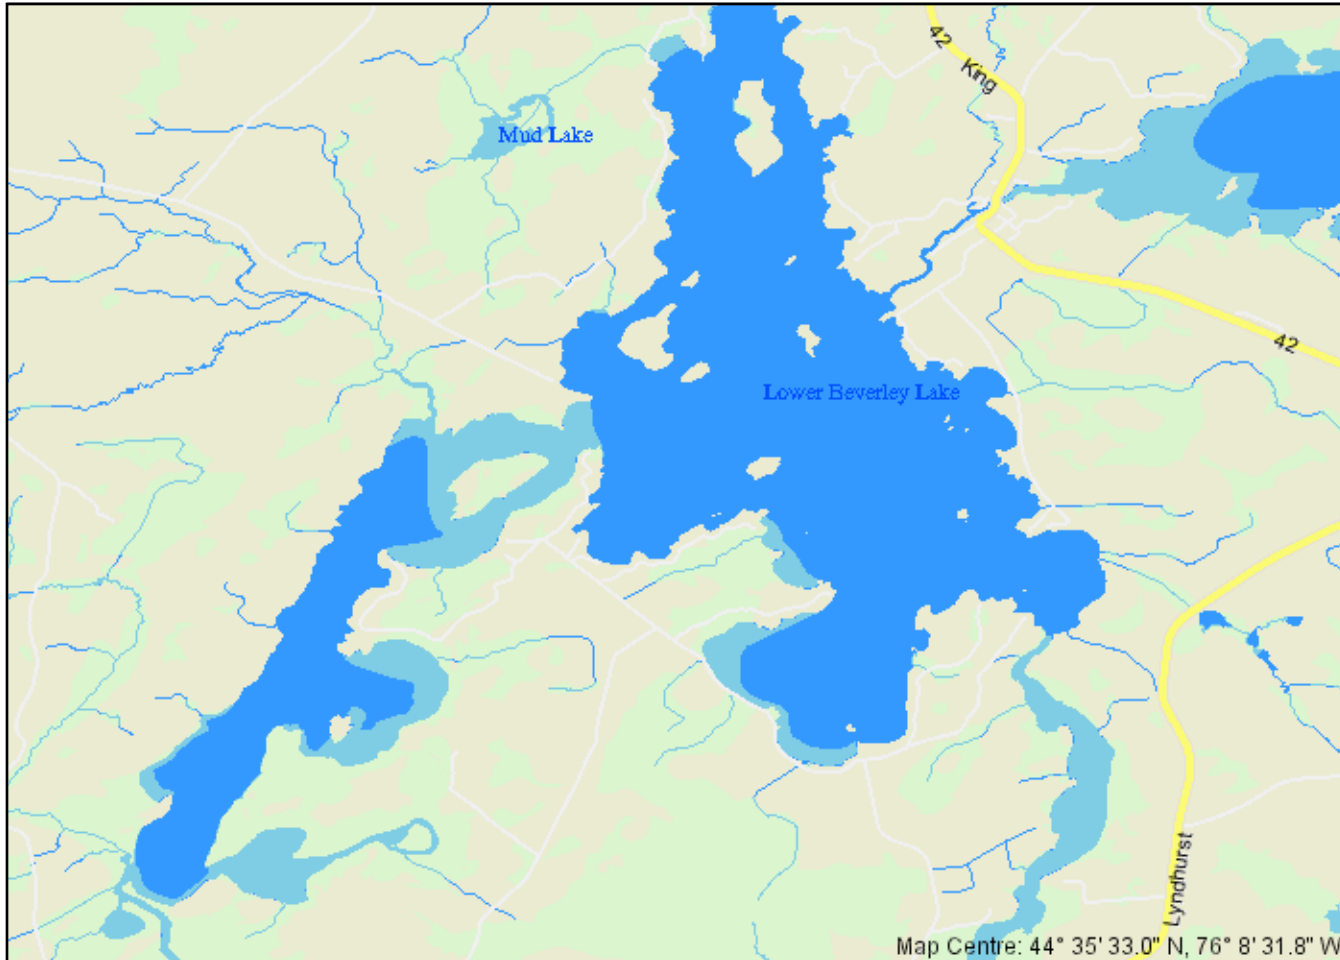 42
King
Mud Lake
42
Lower Beverley Lake
Lyndhurst
Map Centre: 44° 35' 33.0" N, 76° 8' 31.8" W